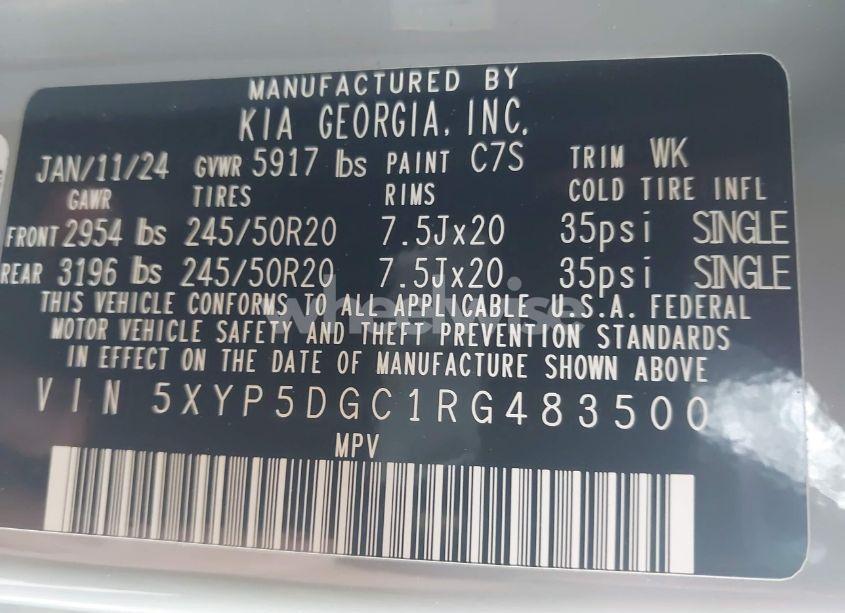 MANUFACTURED BY
KIA GEORGIA, INC.
JAN/11/24 GVWR 5917 lbs PAINT C7S TRIM WK
GAWR TIRES RIMS COLD TIRE INFL
FRONT 2954 lbs 245/50R20 7.5Jx20 35psi SINGLE
REAR 3196 lbs 245/50R20 7.5Jx20 35psi SINGLE
THIS VEHICLE CONFORMS TO ALL APPLICABLE U.S.A. FEDERAL
MOTOR VEHICLE SAFETY AND THEFT PREVENTION STANDARDS
IN EFFECT ON THE DATE OF MANUFACTURE SHOWN ABOVE
VIN 5XYP5DGC1RG483500
MPV